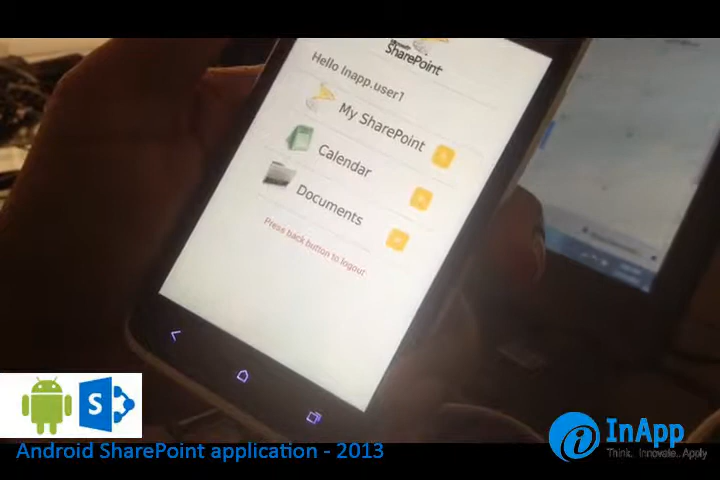 SharePoint
Hello Inapp.user1
My SharePoint
Calendar
Documents
Press back button to logout
S
InApp
Think. Innovate. Apply
Android SharePoint application - 2013